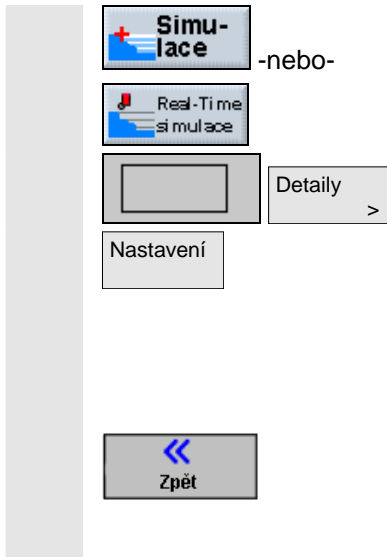 Simu-
lace
-nebo-
Real-Time
simulace
Detaily
>
Nastavení
Zpět